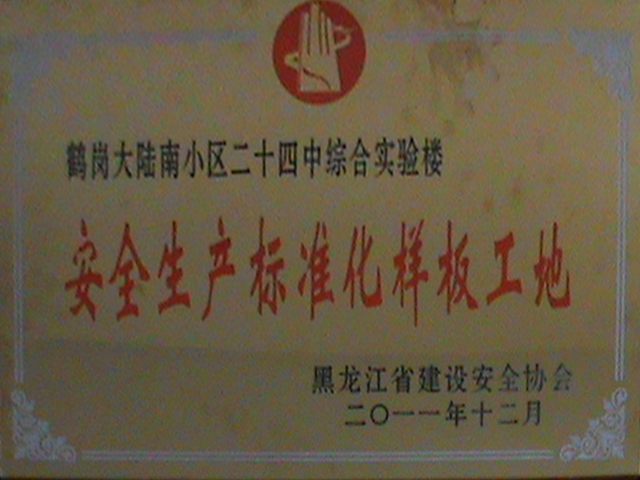 鹤岗大陆南小区二十四中综合实验楼
安全生产标准化样板工地
黑龙江省建设安全协会
二〇一一年十二月